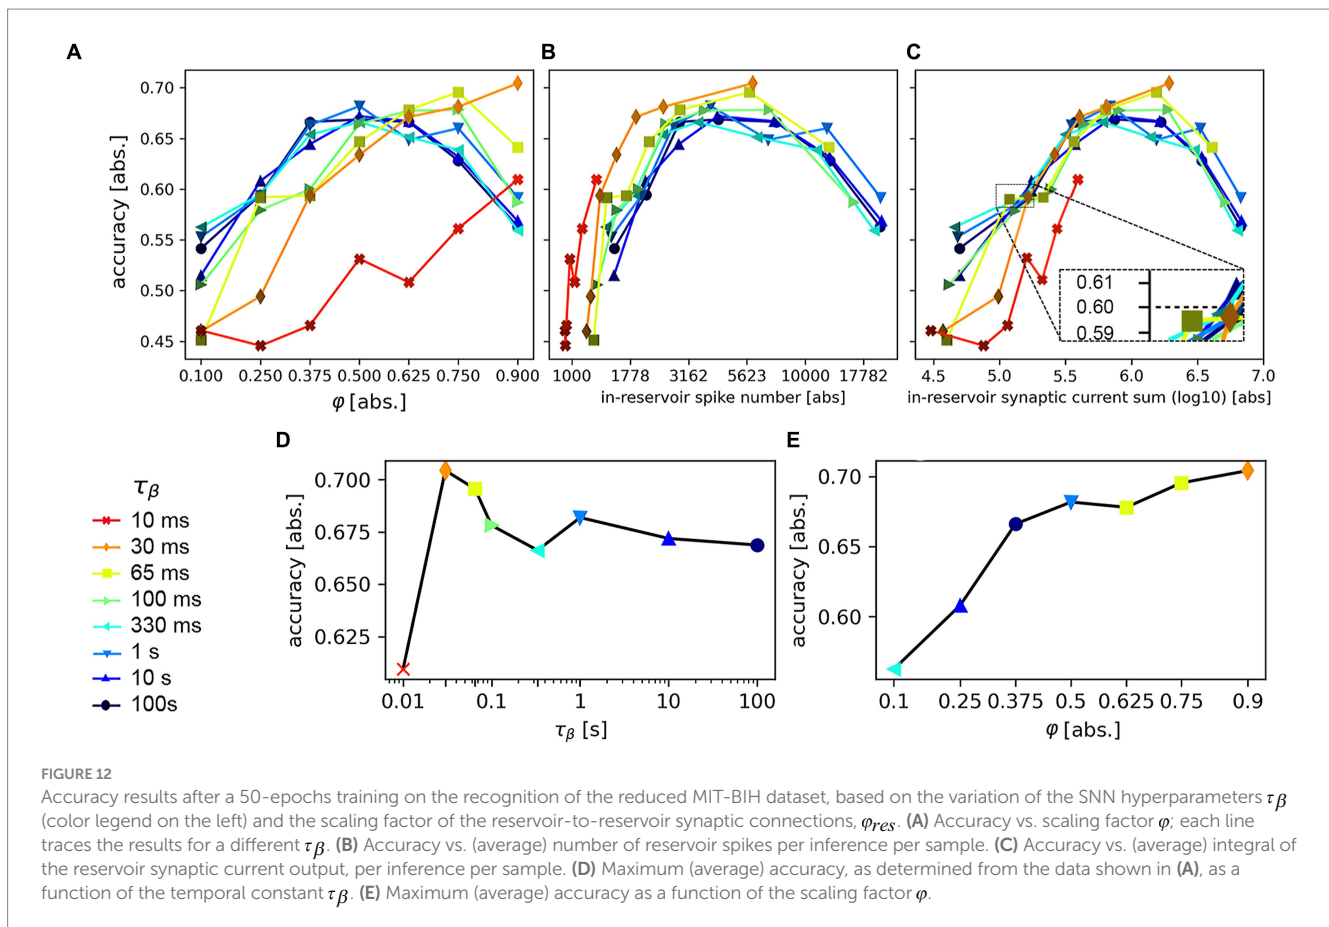 A
B
C
accuracy [abs.]
0.70
0.65
0.60
0.55
0.50
0.45
0.100 0.250 0.375 0.500 0.625 0.750 0.900
φ [abs.]
1000 1778 3162 5623 10000 17782
in-reservoir spike number [abs]
0.61
0.60
0.59
4.5 5.0 5.5 6.0 6.5 7.0
in-reservoir synaptic current sum (log10) [abs]
D
E
τβ
10 ms
30 ms
65 ms
100 ms
330 ms
1 s
10 s
100s
accuracy [abs.]
0.700
0.675
0.650
0.625
0.01 0.1 1 10 100
τβ [s]
accuracy [abs.]
0.70
0.65
0.60
0.1 0.25 0.375 0.5 0.625 0.75 0.9
φ [abs.]
FIGURE 12
Accuracy results after a 50-epochs training on the recognition of the reduced MIT-BIH dataset, based on the variation of the SNN hyperparameters τβ
(color legend on the left) and the scaling factor of the reservoir-to-reservoir synaptic connections, φres. (A) Accuracy vs. scaling factor φ; each line
traces the results for a different τβ. (B) Accuracy vs. (average) number of reservoir spikes per inference per sample. (C) Accuracy vs. (average) integral of
the reservoir synaptic current output, per inference per sample. (D) Maximum (average) accuracy, as determined from the data shown in (A), as a
function of the temporal constant τβ. (E) Maximum (average) accuracy as a function of the scaling factor φ.